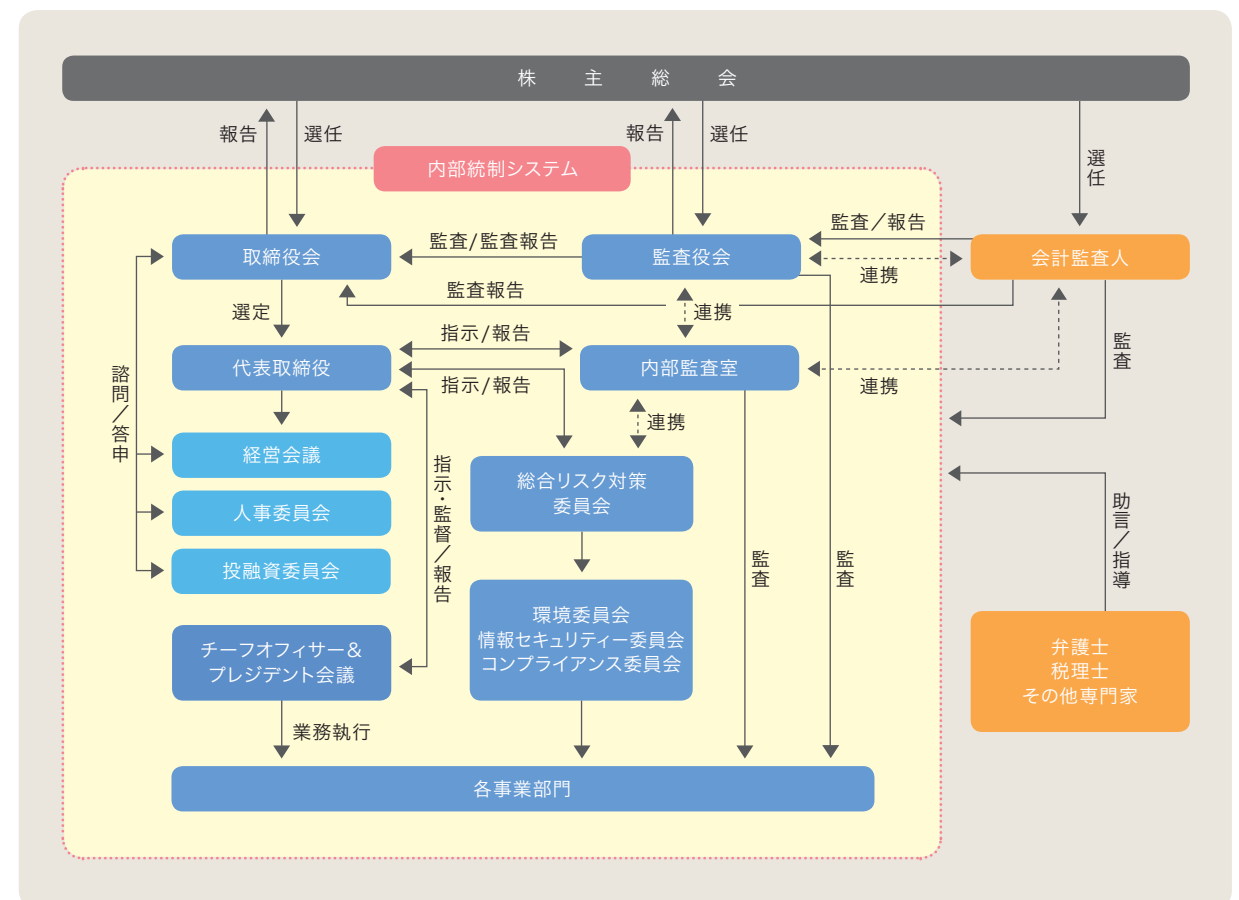 株主総会
報告
選任
報告
選任
選任
内部統制システム
取締役会
監査/監査報告
監査役会
監査／報告
会計監査人
連携
監査報告
選定
連携
指示/報告
代表取締役
内部監査室
監査
指示/報告
連携
諮問／答申
連携
経営会議
指示・監督／報告
総合リスク対策
委員会
人事委員会
助言／指導
投融資委員会
監査
監査
環境委員会
情報セキュリティー委員会
コンプライアンス委員会
チーフオフィサー＆
プレジデント会議
弁護士
税理士
その他専門家
業務執行
各事業部門